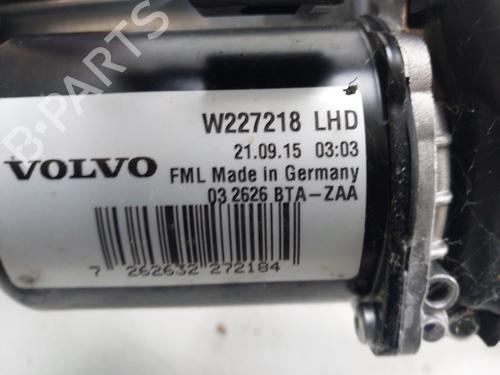 W227218 LHD
VOLVO
21.09.15 03:03
FML Made in Germany
03 2626 BTA-ZAA
7 262632 272184
B-PARTS